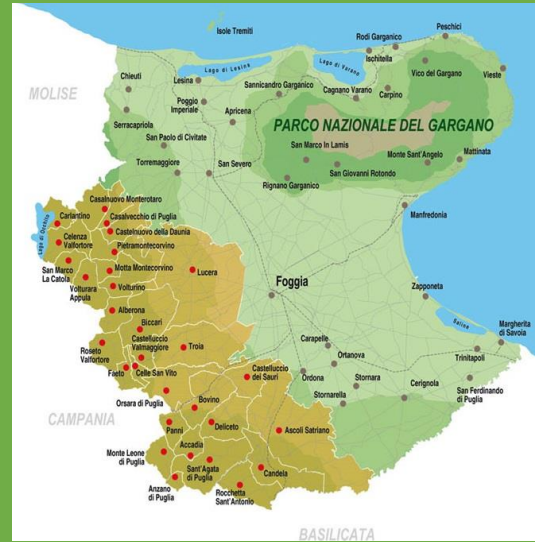 Isole Tremiti
Peschici
Rodi Garganico
Ischitella
Lago di Lesina
Lago di Varano
Vico del Gargano
Vieste
Chieuti
Lesina
Sannicandro Garganico
Cagnano Varano
Carpino
MOLISE
Poggio
Imperiale
Apricena
Serracapriola
PARCO NAZIONALE DEL GARGANO
San Paolo di Civitate
San Marco In Lamis
Monte Sant'Angelo
Mattinata
Torremaggiore
San Severo
San Giovanni Rotondo
Rignano Garganico
Casalnuovo Monterotaro
Manfredonia
Carlantino
Casalvecchio di Puglia
Castelnuovo della Daunia
Lago di Occhito
Celenza
Valfortore
Pietramontecorvino
San Marco
La Catola
Motta Montecorvino
Lucera
Volturara
Appula
Volturino
Foggia
Zapponeta
Alberona
Biccari
Saline
Margherita
di Savoia
Castelluccio
Valmaggiore
Troia
Carapelle
Roseto
Valfortore
Ortanova
Trinitapoli
Faeto
Celle San Vito
Castelluccio
dei Sauri
Ordona
Stornara
San Ferdinando
di Puglia
Orsara di Puglia
Bovino
Stornarella
Cerignola
CAMPANIA
Panni
Deliceto
Ascoli Satriano
Accadia
Monte Leone
di Puglia
Sant'Agata
di Puglia
Candela
Anzano
di Puglia
Rocchetta
Sant'Antonio
BASILICATA